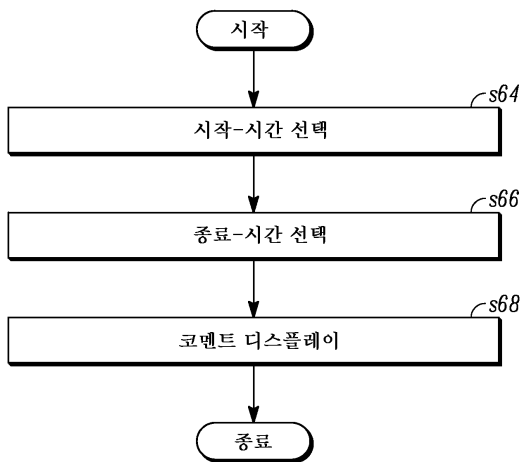 시작
s64
시작-시간 선택
s66
종료-시간 선택
s68
코멘트 디스플레이
종료